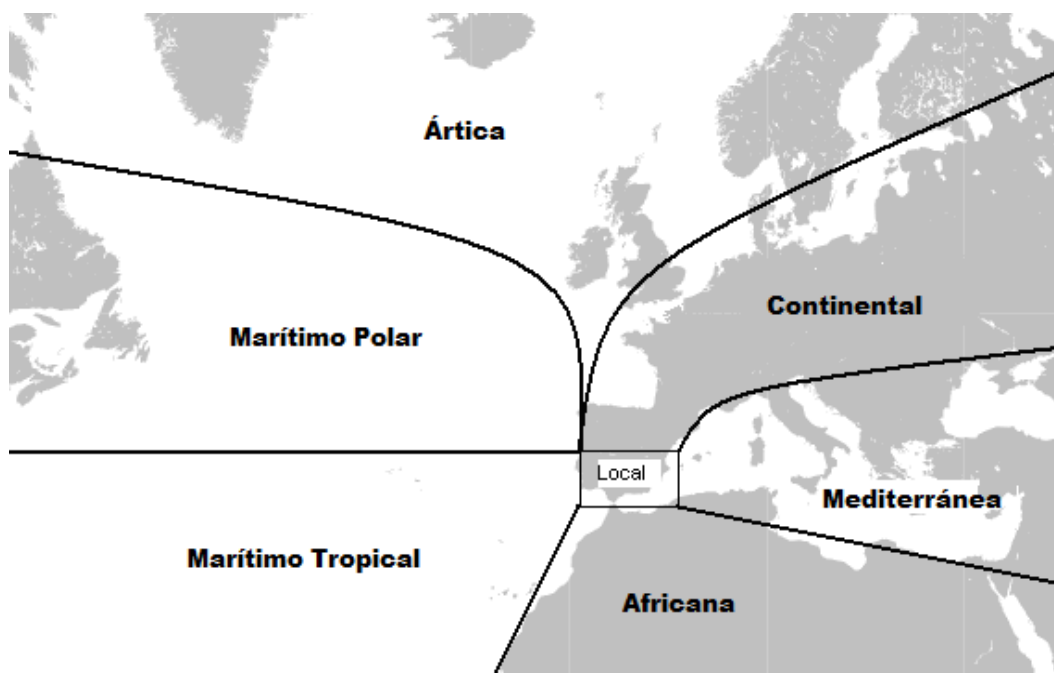 Ártica
Continental
Marítimo Polar
Local
Mediterránea
Marítimo Tropical
Africana